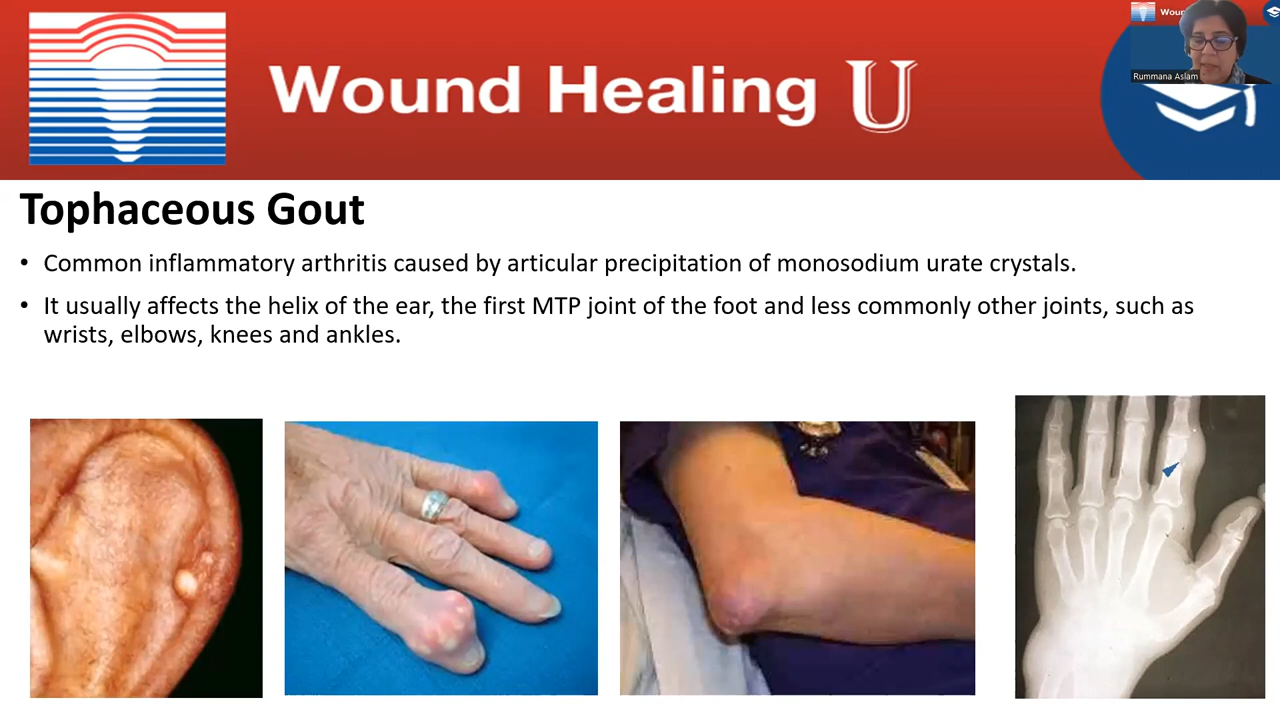 Wound Healing U
Wou
Rummana Aslam
Tophaceous Gout
• Common inflammatory arthritis caused by articular precipitation of monosodium urate crystals.
• It usually affects the helix of the ear, the first MTP joint of the foot and less commonly other joints, such as
wrists, elbows, knees and ankles.